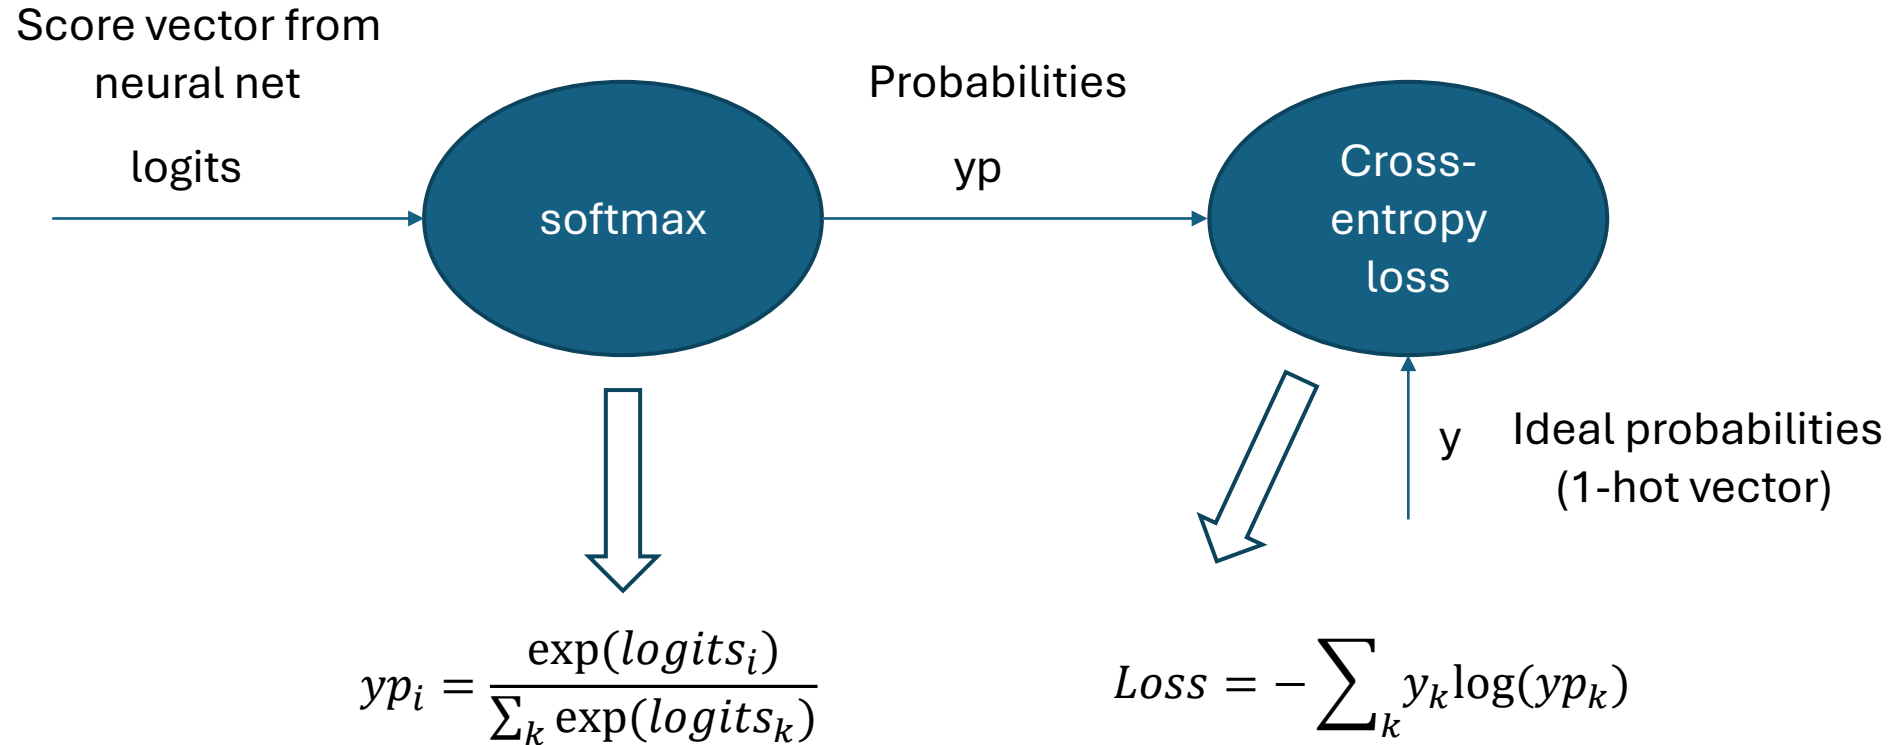 Score vector from
neural net
logits
softmax
Probabilities
yp
Cross-
entropy
loss
y
Ideal probabilities
(1-hot vector)
yp_i = exp(logits_i) / ∑_k exp(logits_k)
Loss = − ∑_k y_k log(yp_k)